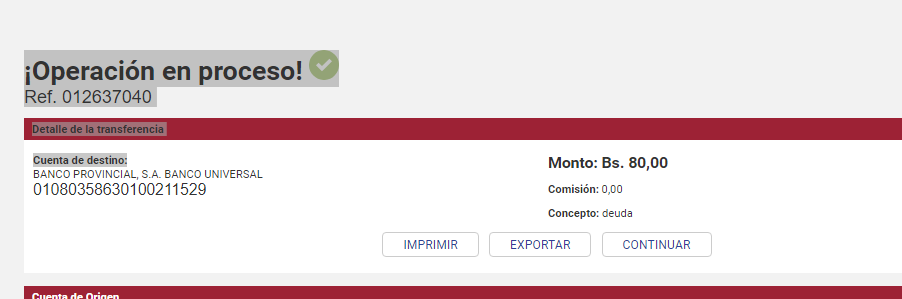 ¡Operación en proceso!
Ref. 012637040
Detalle de la transferencia
Cuenta de destino:
BANCO PROVINCIAL, S.A. BANCO UNIVERSAL
01080358630100211529
Monto: Bs. 80,00
Comisión: 0,00
Concepto: deuda
IMPRIMIR EXPORTAR CONTINUAR
Cuenta de Origen